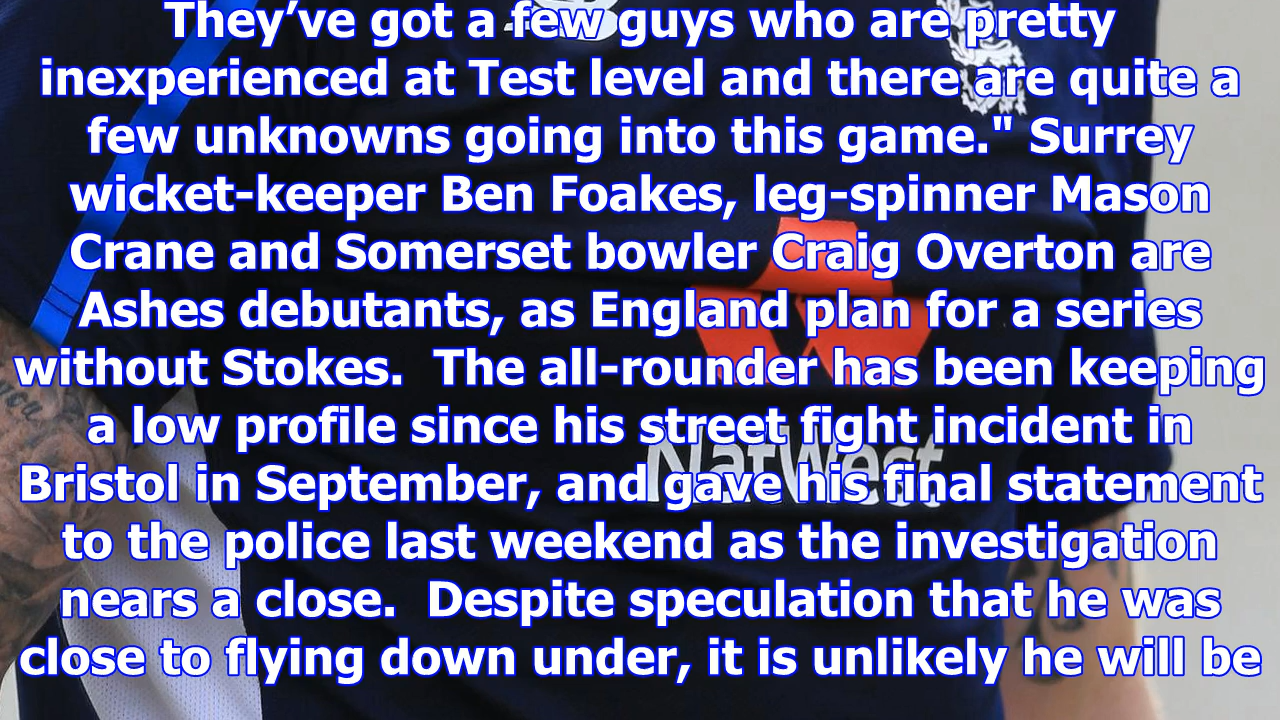 They’ve got a few guys who are pretty
inexperienced at Test level and there are quite a
few unknowns going into this game." Surrey
wicket-keeper Ben Foakes, leg-spinner Mason
Crane and Somerset bowler Craig Overton are
Ashes debutants, as England plan for a series
without Stokes.  The all-rounder has been keeping
a low profile since his street fight incident in
NatWest
Bristol in September, and gave his final statement
to the police last weekend as the investigation
nears a close.  Despite speculation that he was
close to flying down under, it is unlikely he will be